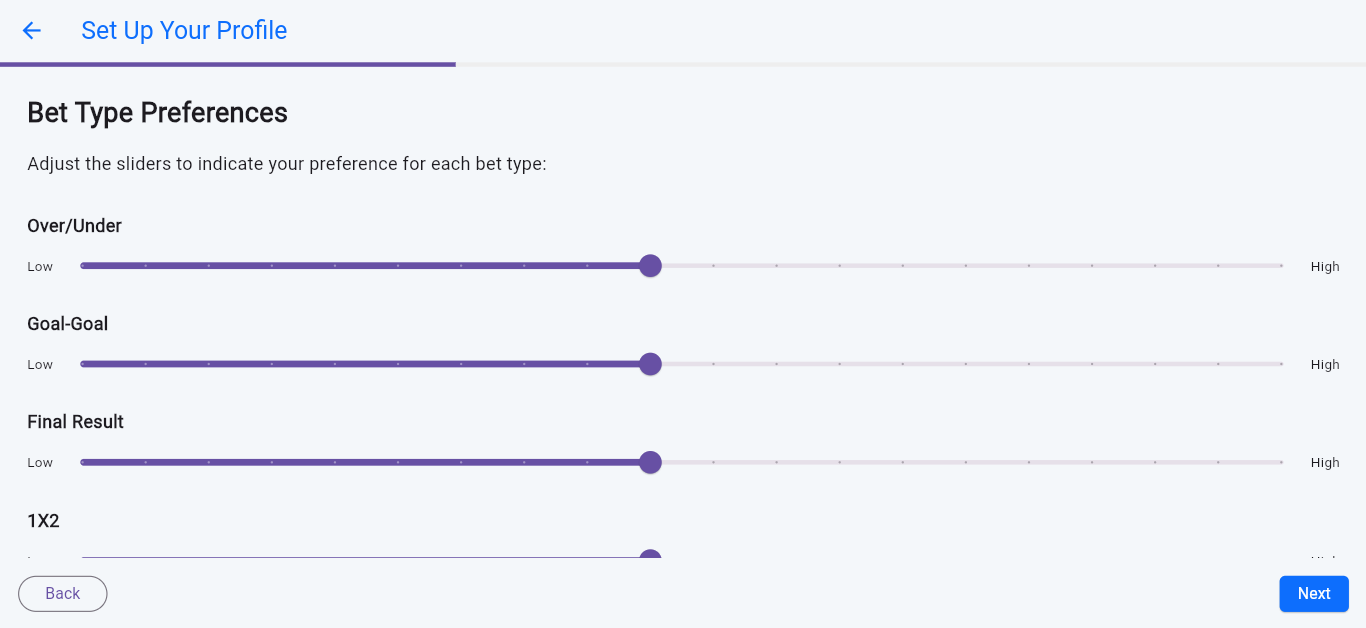 Set Up Your Profile
Bet Type Preferences
Adjust the sliders to indicate your preference for each bet type:
Over/Under
Low High
Goal-Goal
Low High
Final Result
Low High
1X2
Back Next